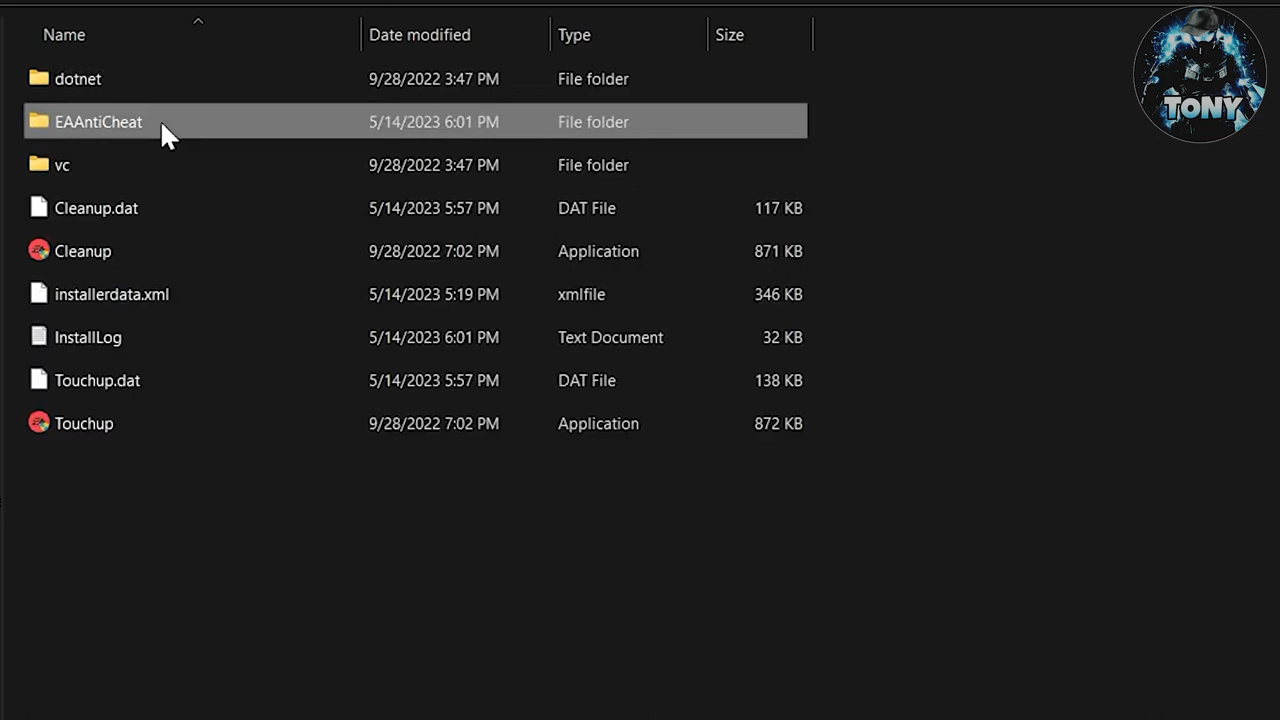 Name Date modified Type Size
dotnet 9/28/2022 3:47 PM File folder
EAAntiCheat 5/14/2023 6:01 PM File folder
vc 9/28/2022 3:47 PM File folder
Cleanup.dat 5/14/2023 5:57 PM DAT File 117 KB
Cleanup 9/28/2022 7:02 PM Application 871 KB
installerdata.xml 5/14/2023 5:19 PM xmlfile 346 KB
InstallLog 5/14/2023 6:01 PM Text Document 32 KB
Touchup.dat 5/14/2023 5:57 PM DAT File 138 KB
Touchup 9/28/2022 7:02 PM Application 872 KB
TONY